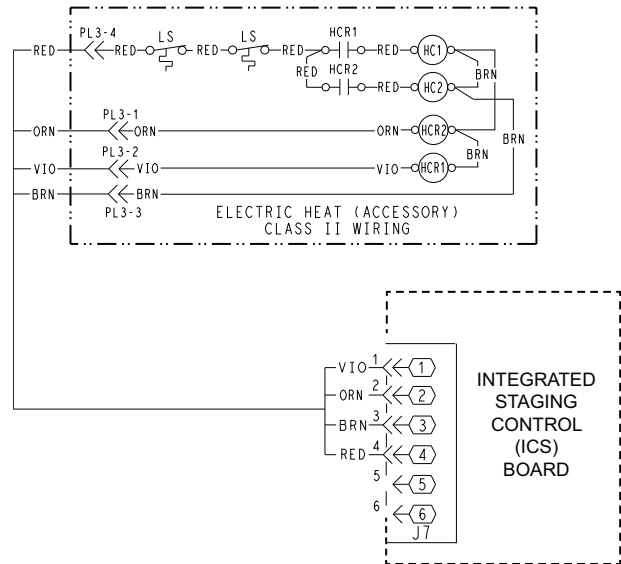 PL3-4 LS LS HCR1
RED RED RED RED RED HC1
RED HCR2 BRN
RED HC2
PL3-1
ORN ORN ORN HCR2 BRN
PL3-2 BRN
VIO VIO VIO HCR1
BRN BRN
PL3-3
ELECTRIC HEAT (ACCESSORY)
CLASS II WIRING
VIO 1 1
ORN 2 2
BRN 3 3
RED 4 4
5 5
6 6
J7
INTEGRATED
STAGING
CONTROL
(ICS)
BOARD